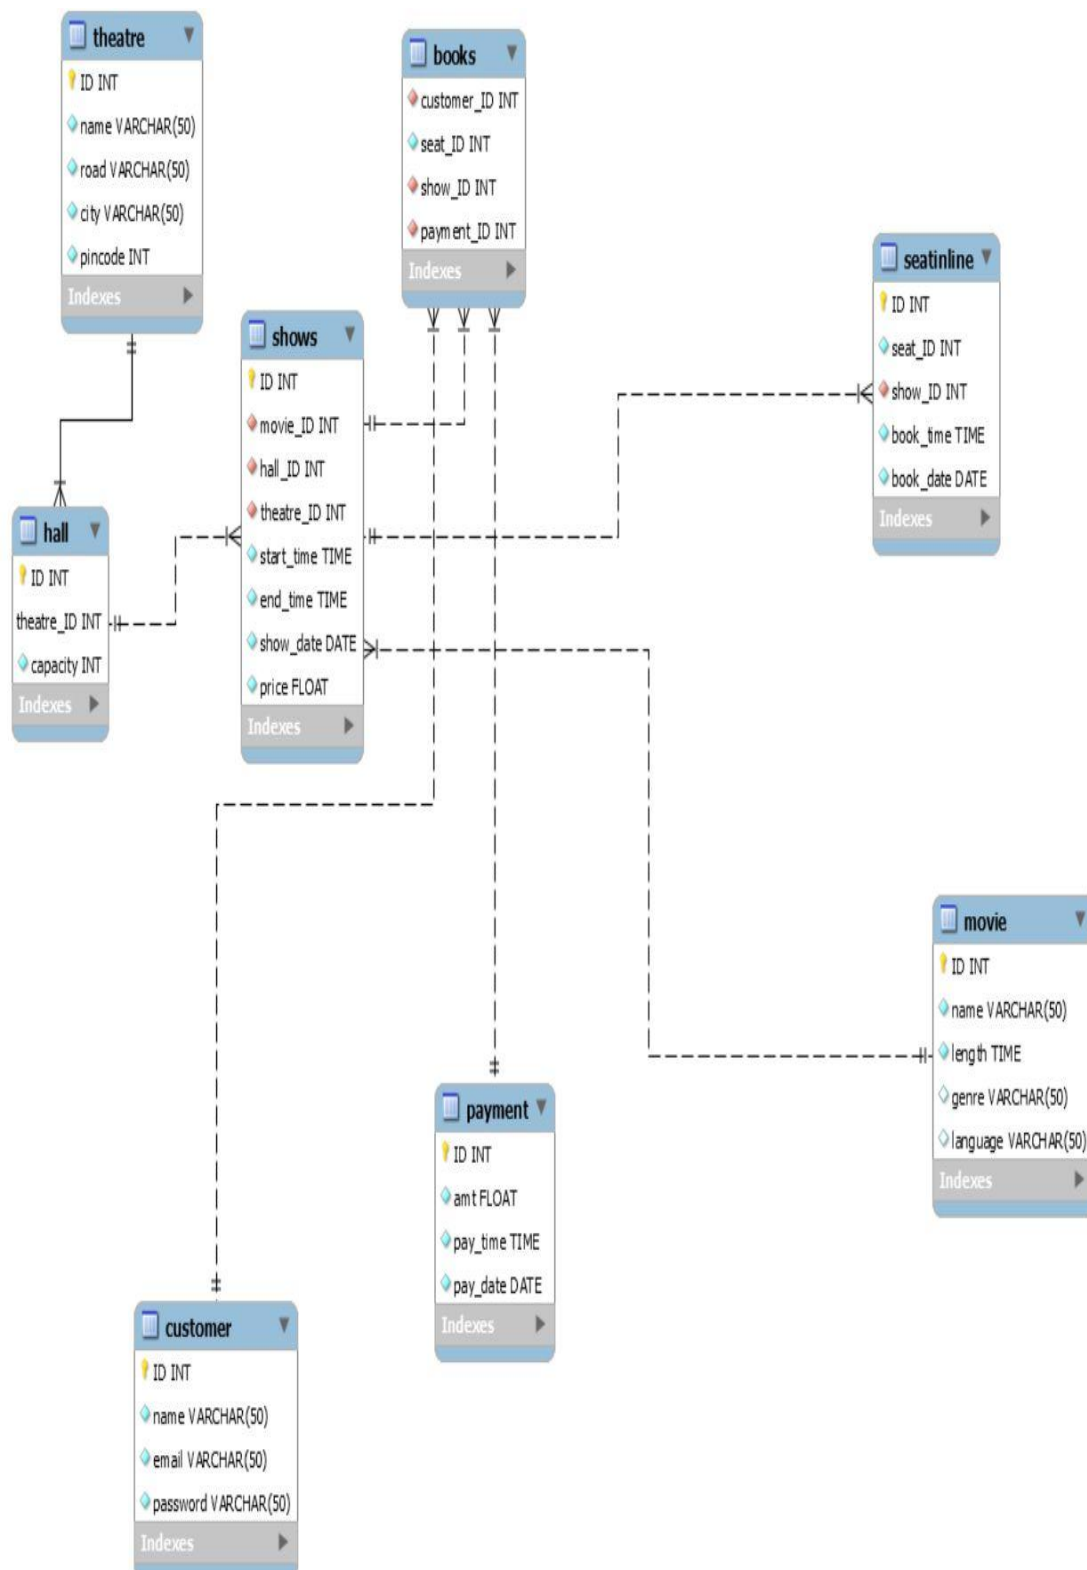 theatre
ID INT
name VARCHAR(50)
road VARCHAR(50)
city VARCHAR(50)
pincode INT
Indexes
books
customer_ID INT
seat_ID INT
show_ID INT
payment_ID INT
Indexes
seatinline
ID INT
seat_ID INT
show_ID INT
book_time TIME
book_date DATE
Indexes
shows
ID INT
movie_ID INT
hall_ID INT
theatre_ID INT
start_time TIME
end_time TIME
show_date DATE
price FLOAT
Indexes
hall
ID INT
theatre_ID INT
capacity INT
Indexes
movie
ID INT
name VARCHAR(50)
length TIME
genre VARCHAR(50)
language VARCHAR(50)
Indexes
payment
ID INT
amt FLOAT
pay_time TIME
pay_date DATE
Indexes
customer
ID INT
name VARCHAR(50)
email VARCHAR(50)
password VARCHAR(50)
Indexes